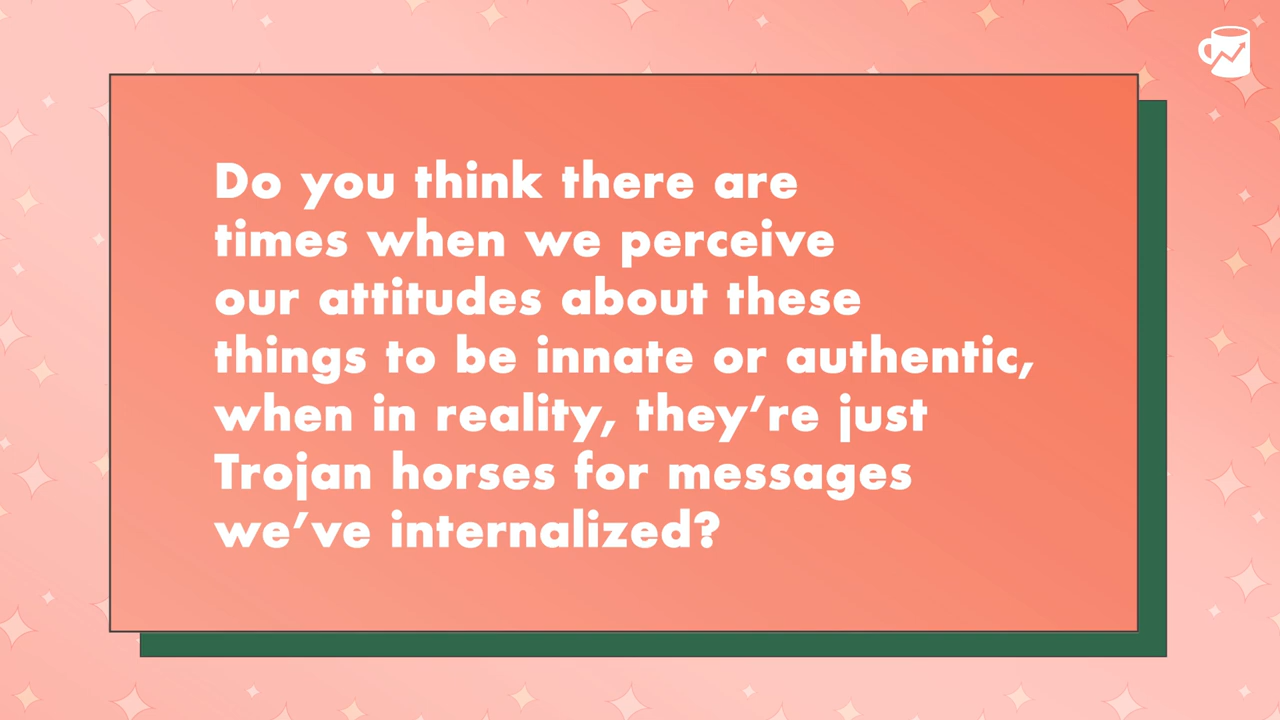 Do you think there are
times when we perceive
our attitudes about these
things to be innate or authentic,
when in reality, they’re just
Trojan horses for messages
we’ve internalized?